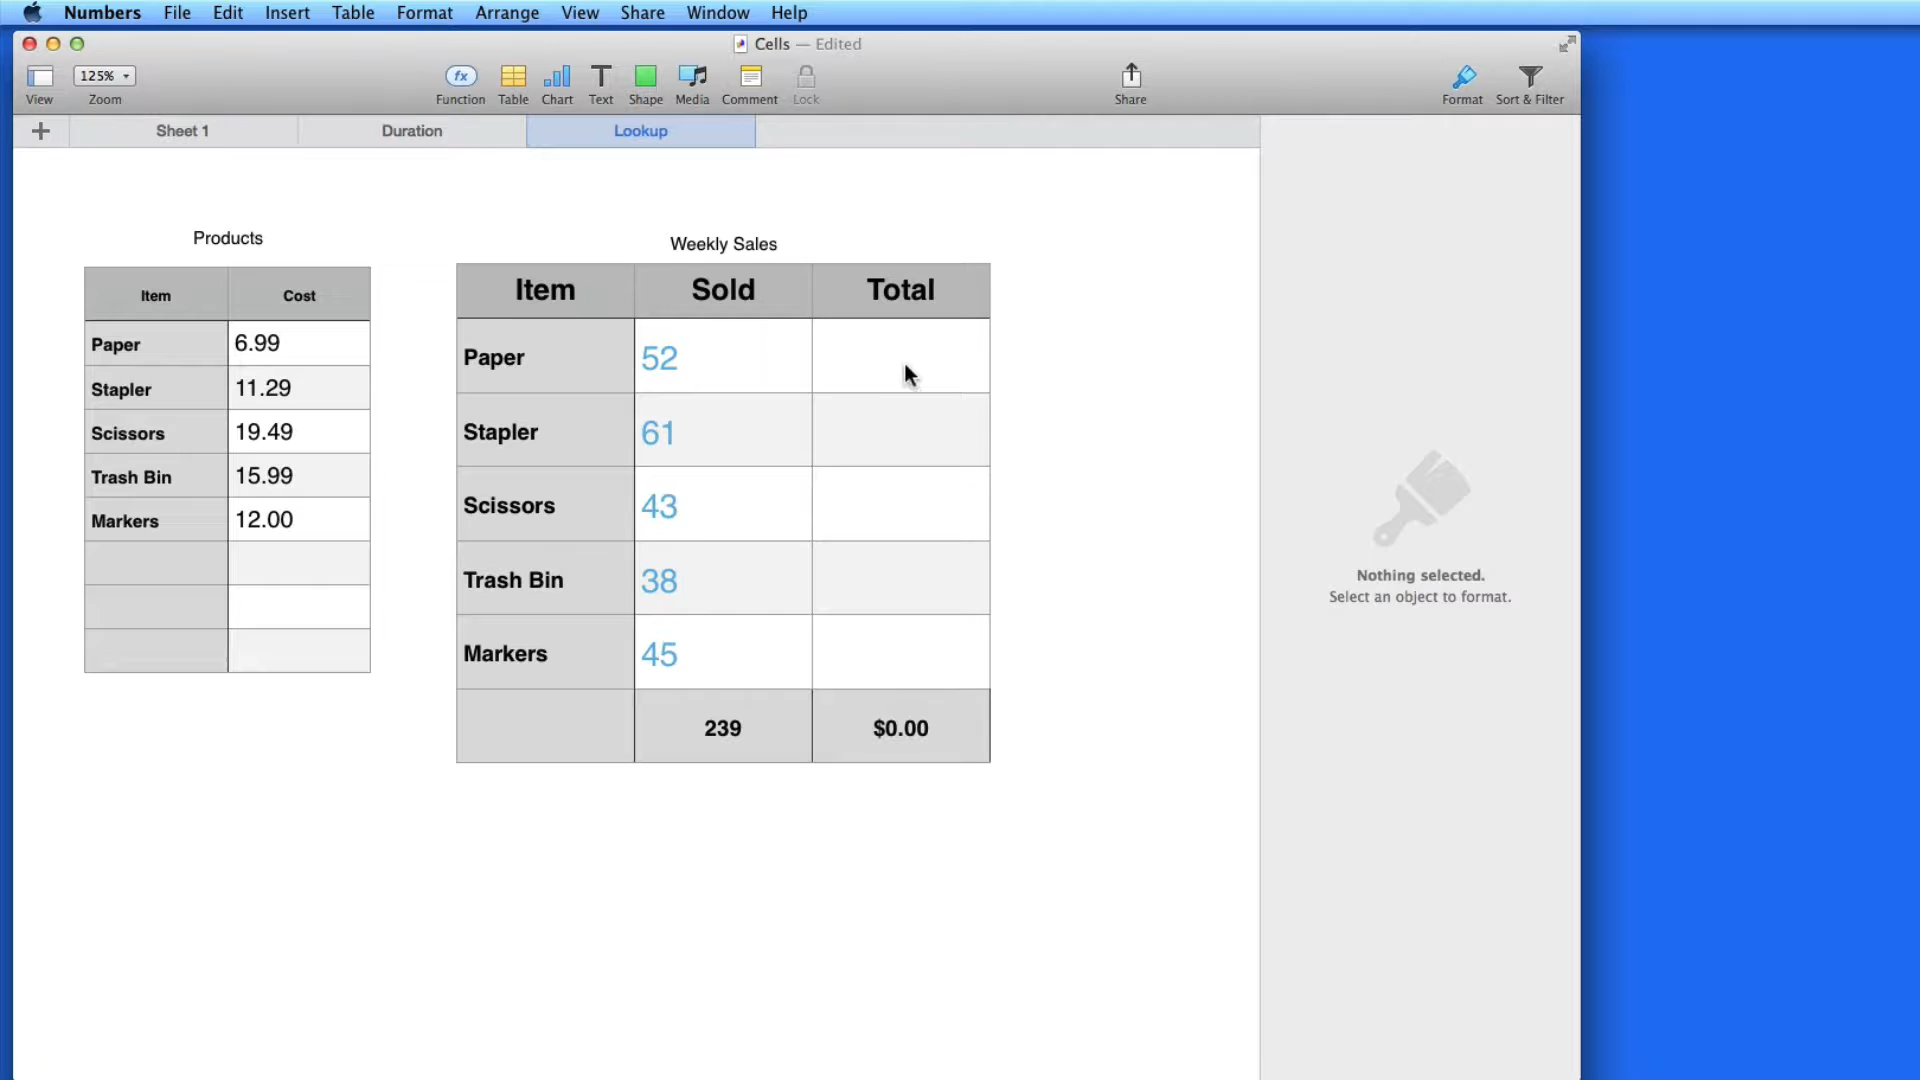 Numbers File Edit Insert Table Format Arrange View Share Window Help
Cells — Edited
125%
View Zoom fx Function Table Chart Text Shape Media Comment Lock Share Format Sort & Filter
+ Sheet 1 Duration Lookup
Products
Item Cost
Paper 6.99
Stapler 11.29
Scissors 19.49
Trash Bin 15.99
Markers 12.00
Weekly Sales
Item Sold Total
Paper 52
Stapler 61
Scissors 43
Trash Bin 38
Markers 45
239 $0.00
Nothing selected.
Select an object to format.